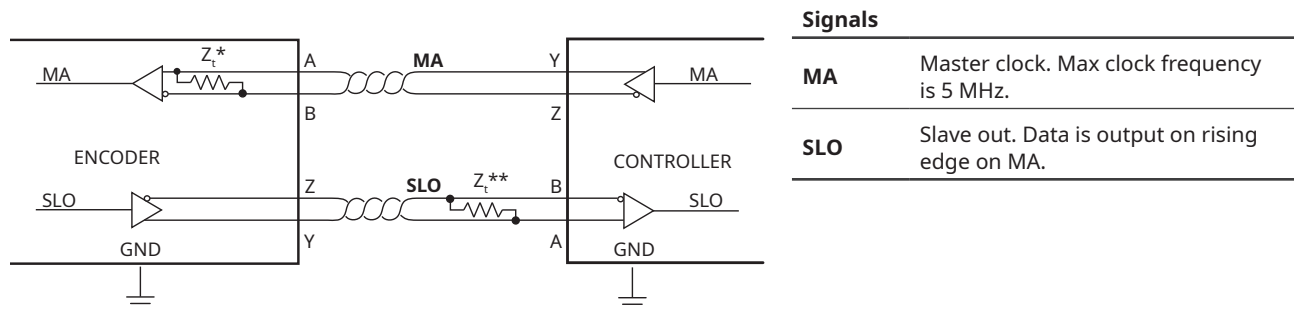 Z_t*
A
MA
Y
MA
MA
B
Z
ENCODER
CONTROLLER
Z
SLO
Z_t**
B
SLO
SLO
Y
A
GND
GND
Signals
MA
Master clock. Max clock frequency
is 5 MHz.
SLO
Slave out. Data is output on rising
edge on MA.